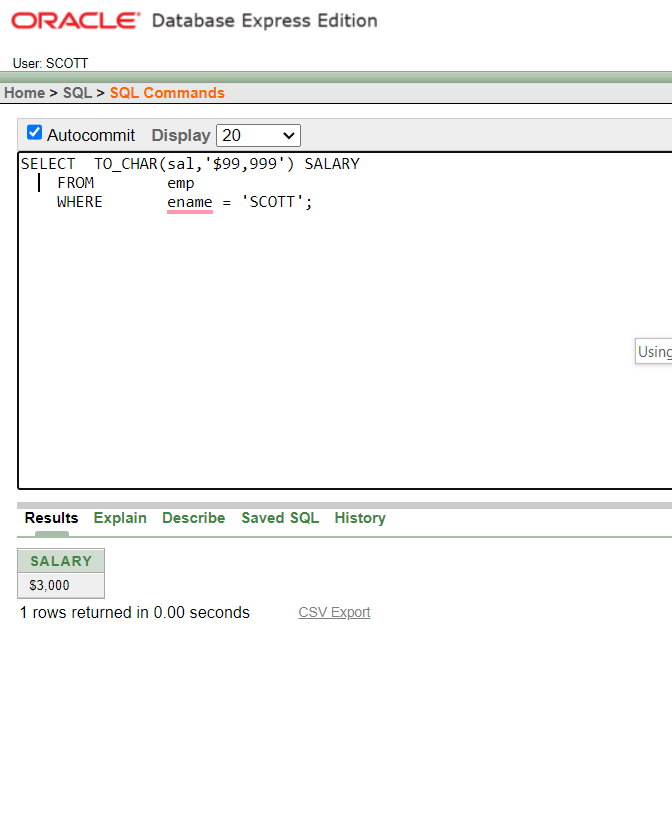 ORACLE Database Express Edition
User: SCOTT
Home > SQL > SQL Commands
Autocommit Display 20
SELECT  TO_CHAR(sal,'$99,999') SALARY
    FROM        emp
    WHERE       ename = 'SCOTT';
Using
Results Explain Describe Saved SQL History
SALARY
$3,000
1 rows returned in 0.00 seconds CSV Export